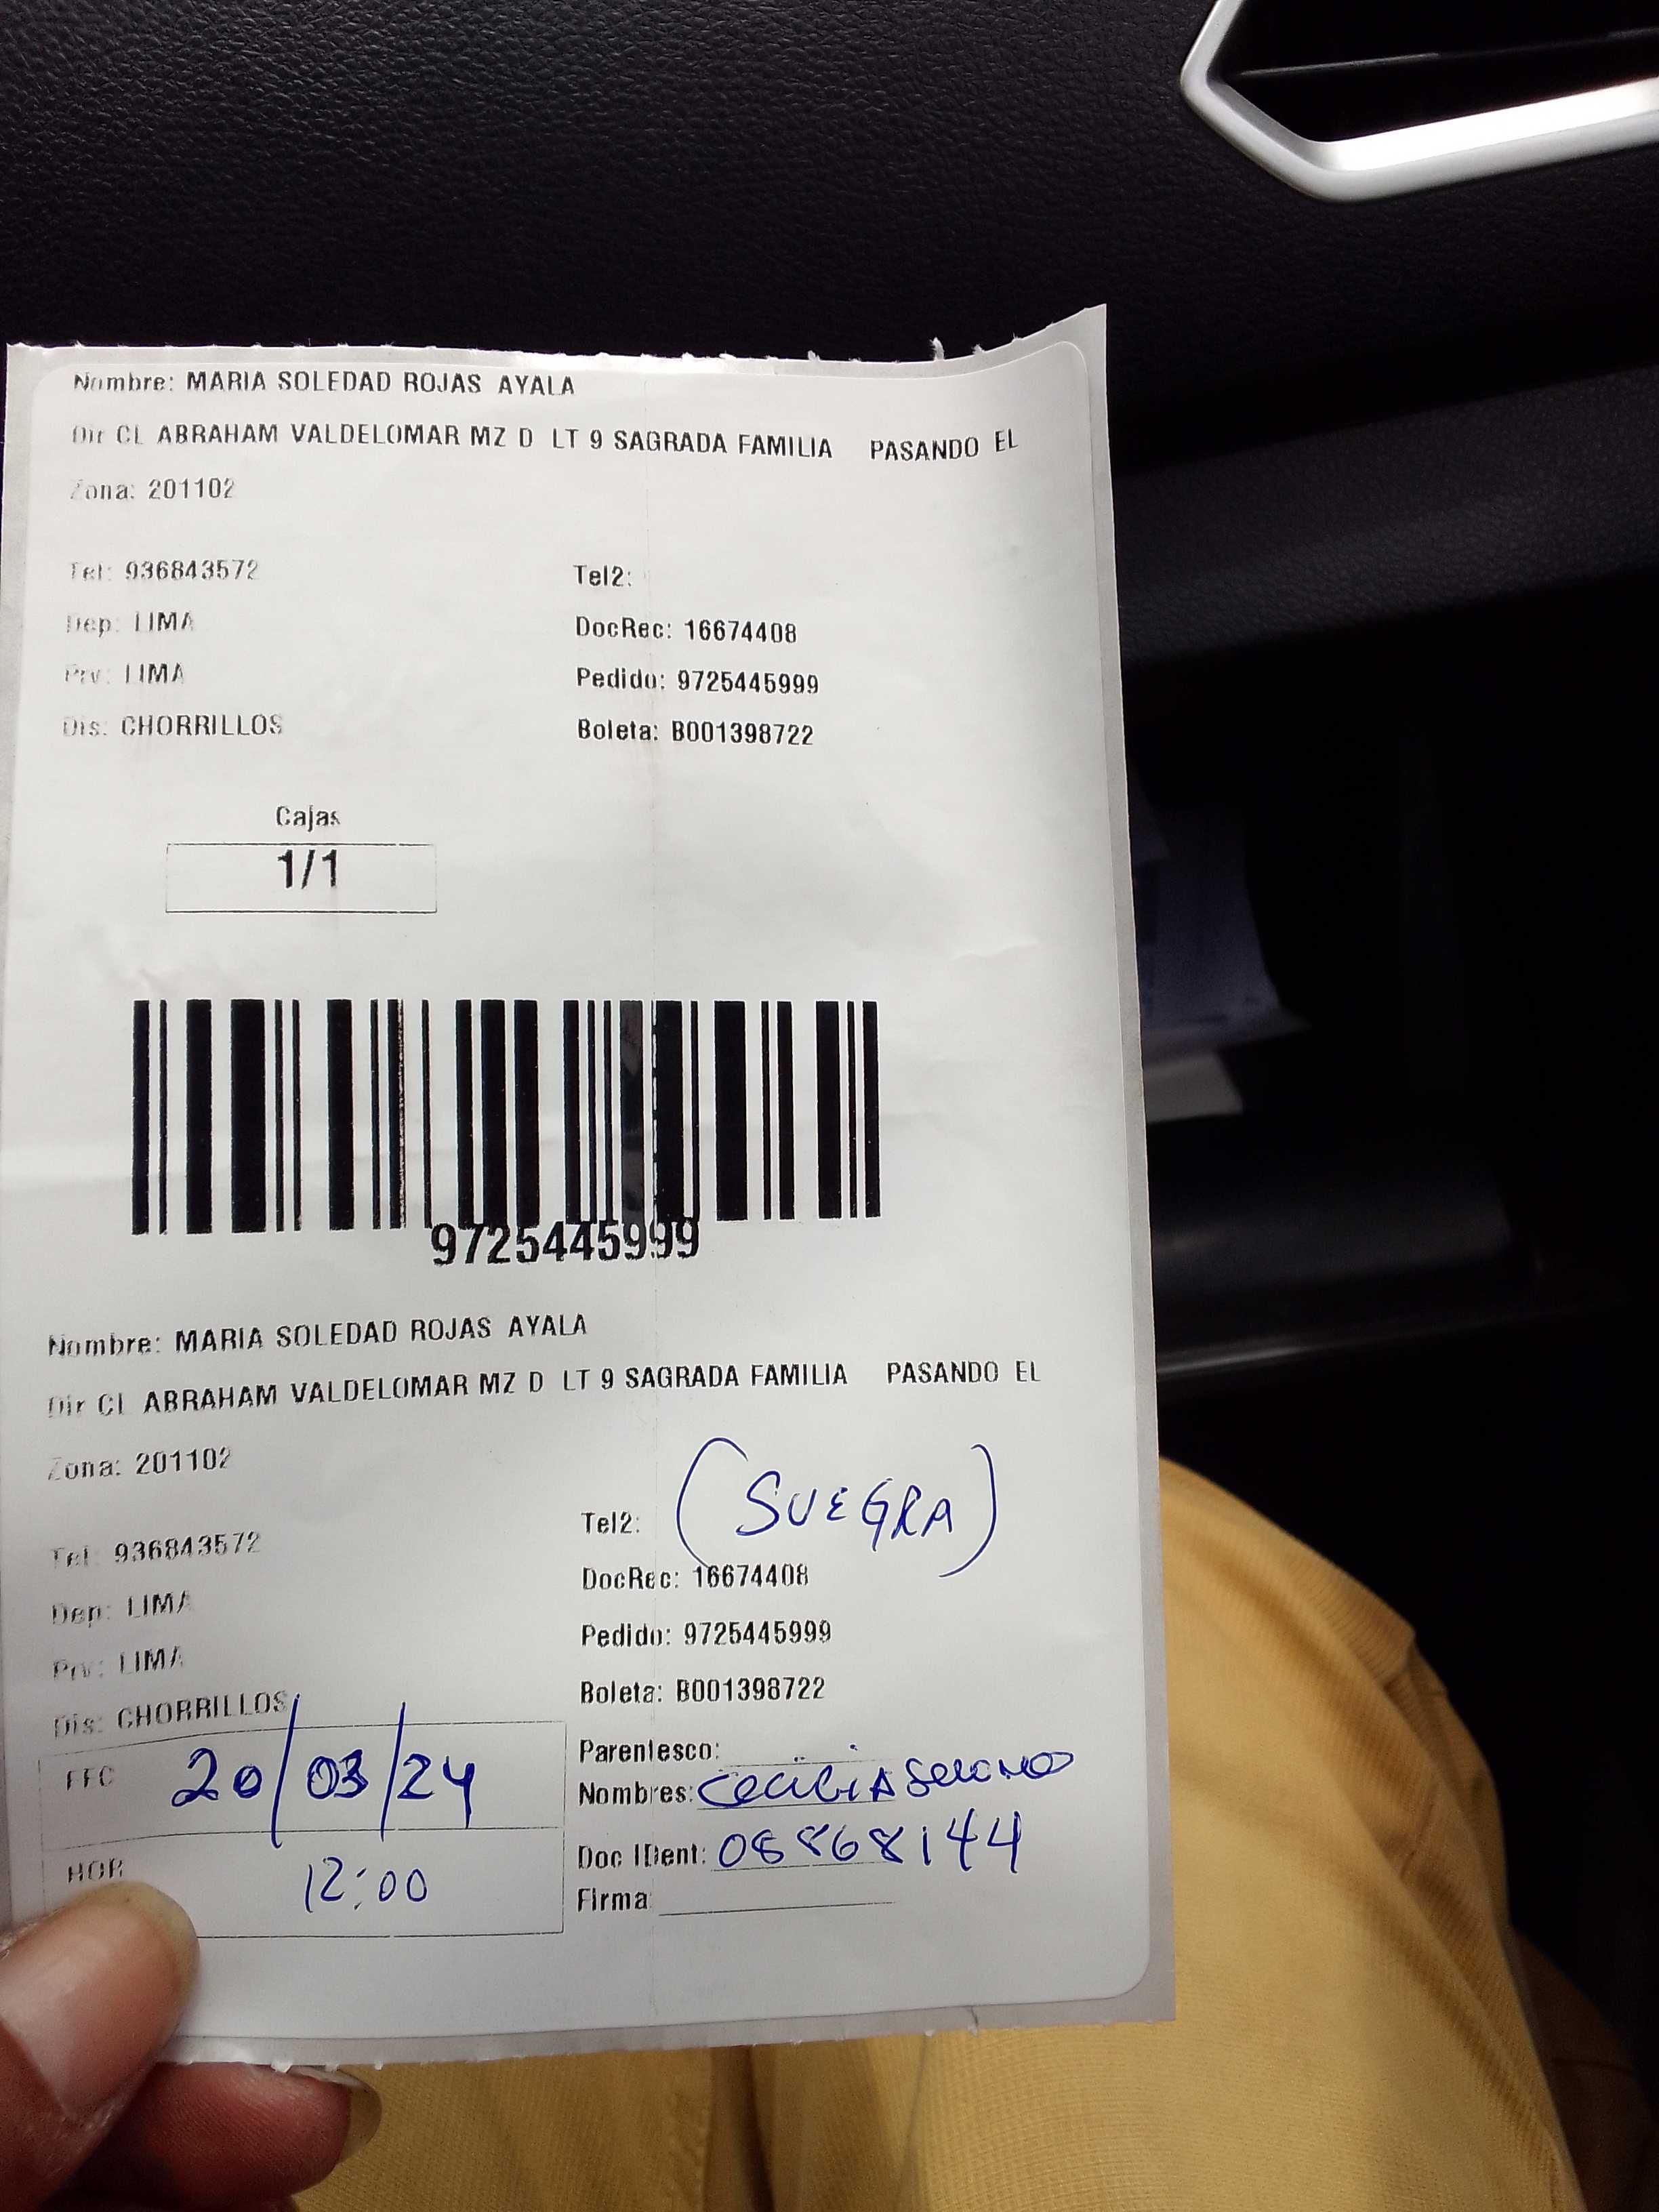 Nombre: MARIA SOLEDAD ROJAS AYALA
Dir CL ABRAHAM VALDELOMAR MZ D LT 9 SAGRADA FAMILIA PASANDO EL
Zona: 201102
Tel: 936843572 Tel2:
Dep: LIMA DocRec: 16674408
Prv: LIMA Pedido: 9725445999
Dis: CHORRILLOS Boleta: B001398722
Cajas
1/1
9725445999
Nombre: MARIA SOLEDAD ROJAS AYALA
Dir CL ABRAHAM VALDELOMAR MZ D LT 9 SAGRADA FAMILIA PASANDO EL
Zona: 201102
Tel: 936843572 Tel2: (SUEGRA)
Dep: LIMA DocRec: 16674408
Prv: LIMA Pedido: 9725445999
Dis: CHORRILLOS Boleta: B001398722
Parentesco:
FEC 20/03/24 Nombres: Cecilia
HOR 12:00 Doc IDent: 08868144
Firma